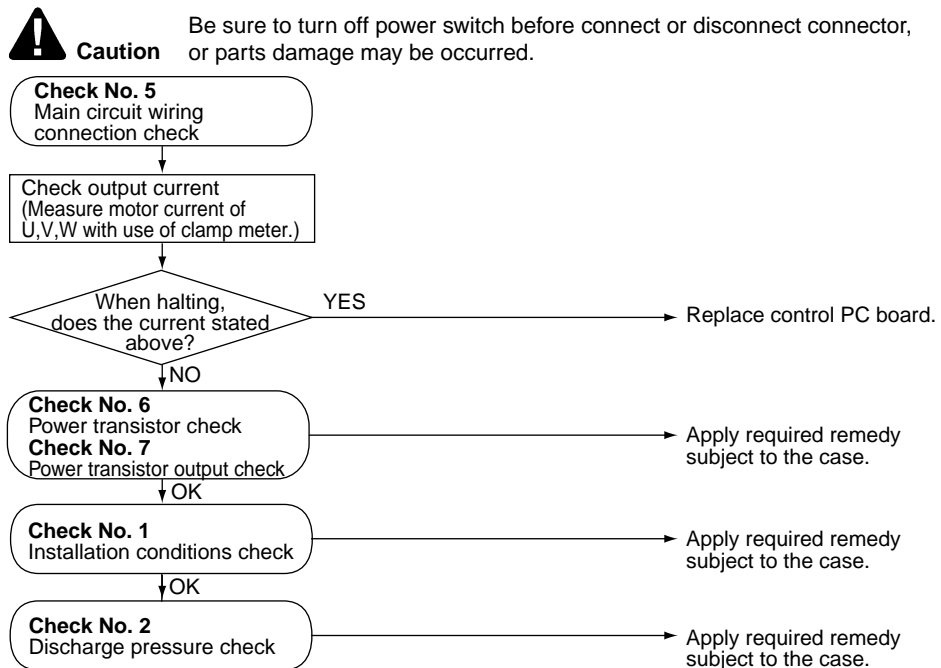 Be sure to turn off power switch before connect or disconnect connector,
Caution or parts damage may be occurred.
Check No. 5
Main circuit wiring
connection check
Check output current
(Measure motor current of
U,V,W with use of clamp meter.)
When halting,
does the current stated
above?
YES
Replace control PC board.
NO
Check No. 6
Power transistor check
Check No. 7
Power transistor output check
Apply required remedy
subject to the case.
OK
Check No. 1
Installation conditions check
Apply required remedy
subject to the case.
OK
Check No. 2
Discharge pressure check
Apply required remedy
subject to the case.